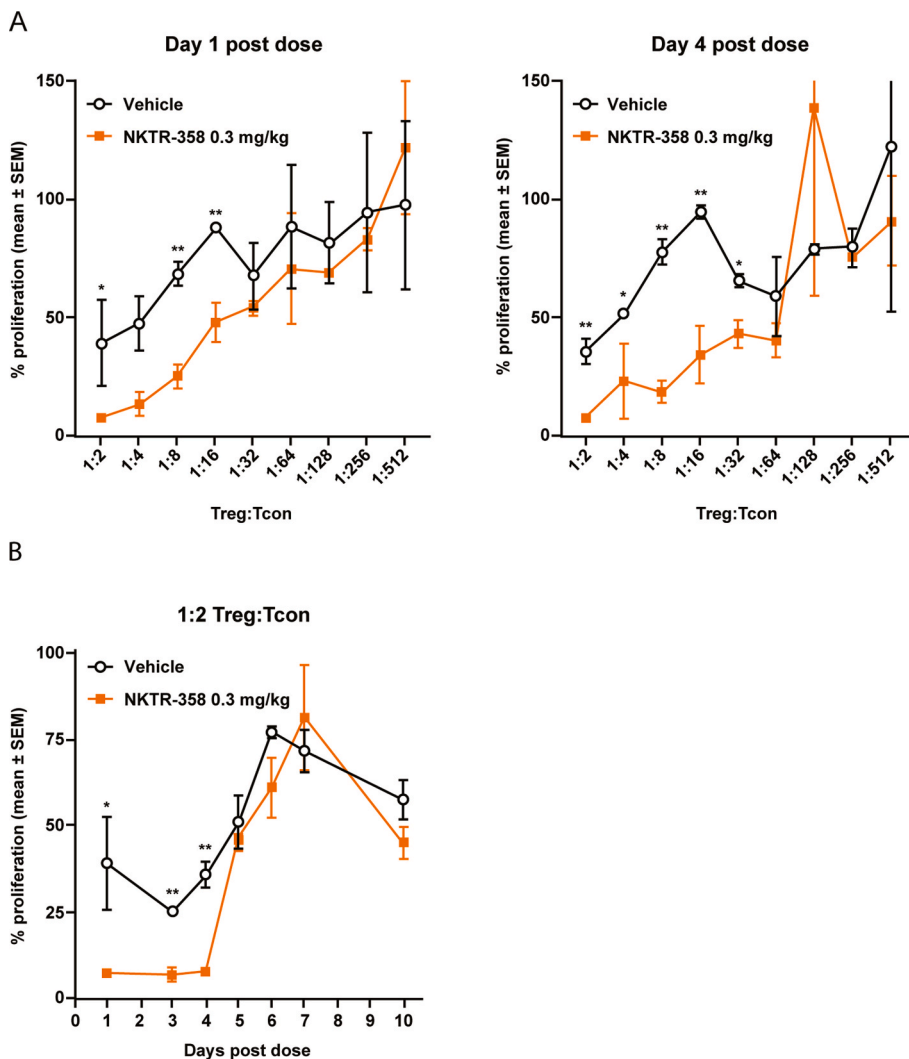 A
Day 1 post dose
% proliferation (mean ± SEM)
150
100
50
0
Vehicle
NKTR-358 0.3 mg/kg
*
**
**
1:2
1:4
1:8
1:16
1:32
1:64
1:128
1:256
1:512
Treg:Tcon
Day 4 post dose
% proliferation (mean ± SEM)
150
100
50
0
Vehicle
NKTR-358 0.3 mg/kg
**
*
**
**
*
1:2
1:4
1:8
1:16
1:32
1:64
1:128
1:256
1:512
Treg:Tcon
B
1:2 Treg:Tcon
% proliferation (mean ± SEM)
100
75
50
25
0
Vehicle
NKTR-358 0.3 mg/kg
*
**
**
0 1 3 4 5 6 7 10
Days post dose